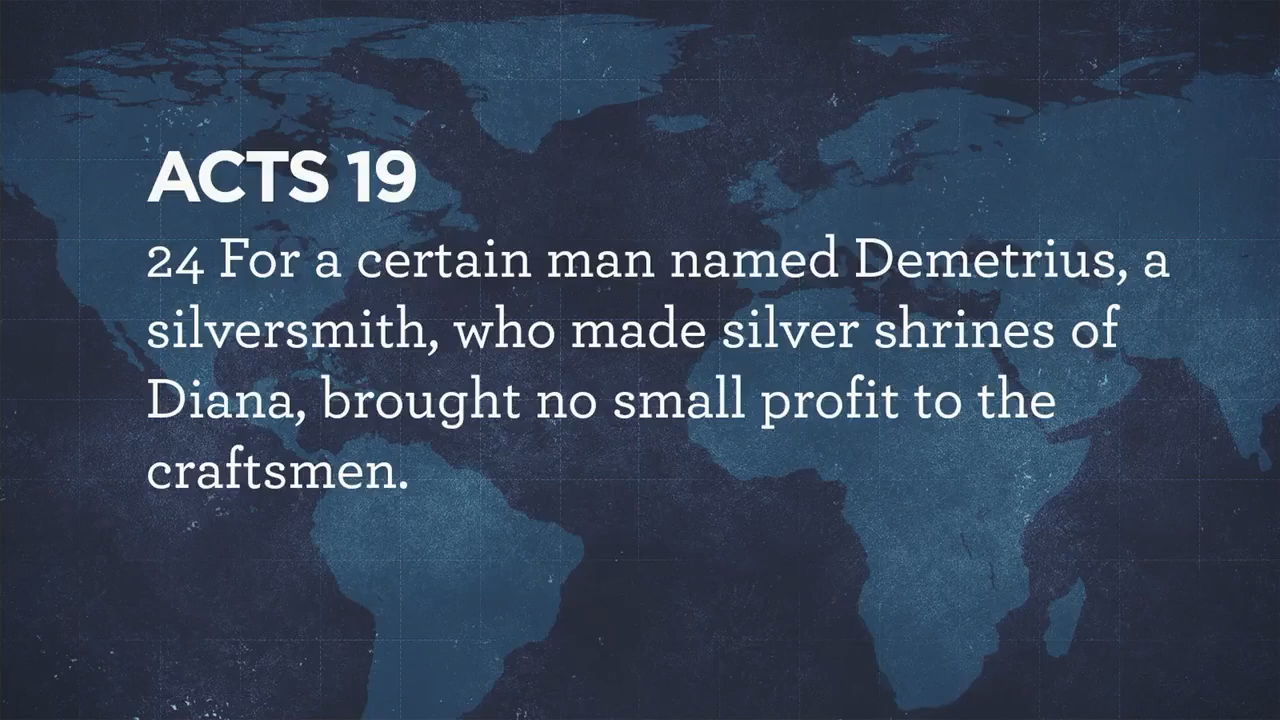 ACTS 19
24 For a certain man named Demetrius, a
silversmith, who made silver shrines of
Diana, brought no small profit to the
craftsmen.